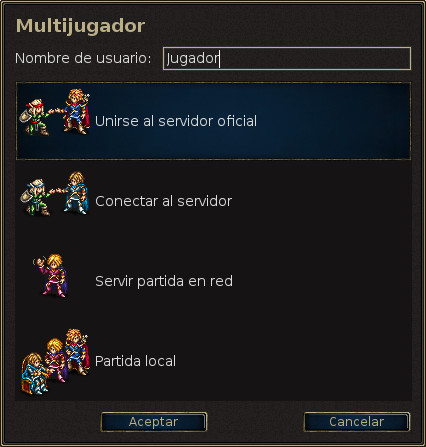 Multijugador
Nombre de usuario: Jugador
Unirse al servidor oficial
Conectar al servidor
Servir partida en red
Partida local
Aceptar Cancelar